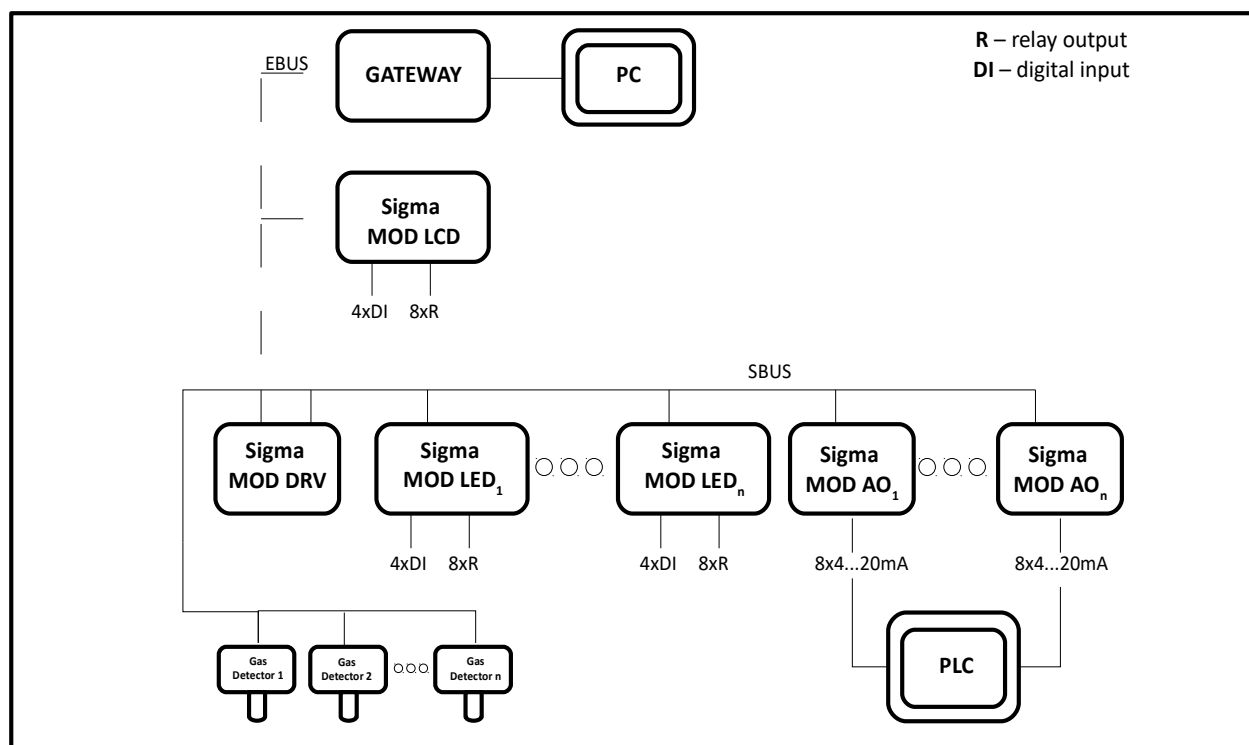 R – relay output
DI – digital input
EBUS
GATEWAY
PC
Sigma
MOD LCD
4xDI
8xR
SBUS
Sigma
MOD DRV
Sigma
MOD LED1
Sigma
MOD LEDn
Sigma
MOD AO1
Sigma
MOD AOn
4xDI
8xR
4xDI
8xR
8x4...20mA
8x4...20mA
Gas
Detector 1
Gas
Detector 2
Gas
Detector n
PLC